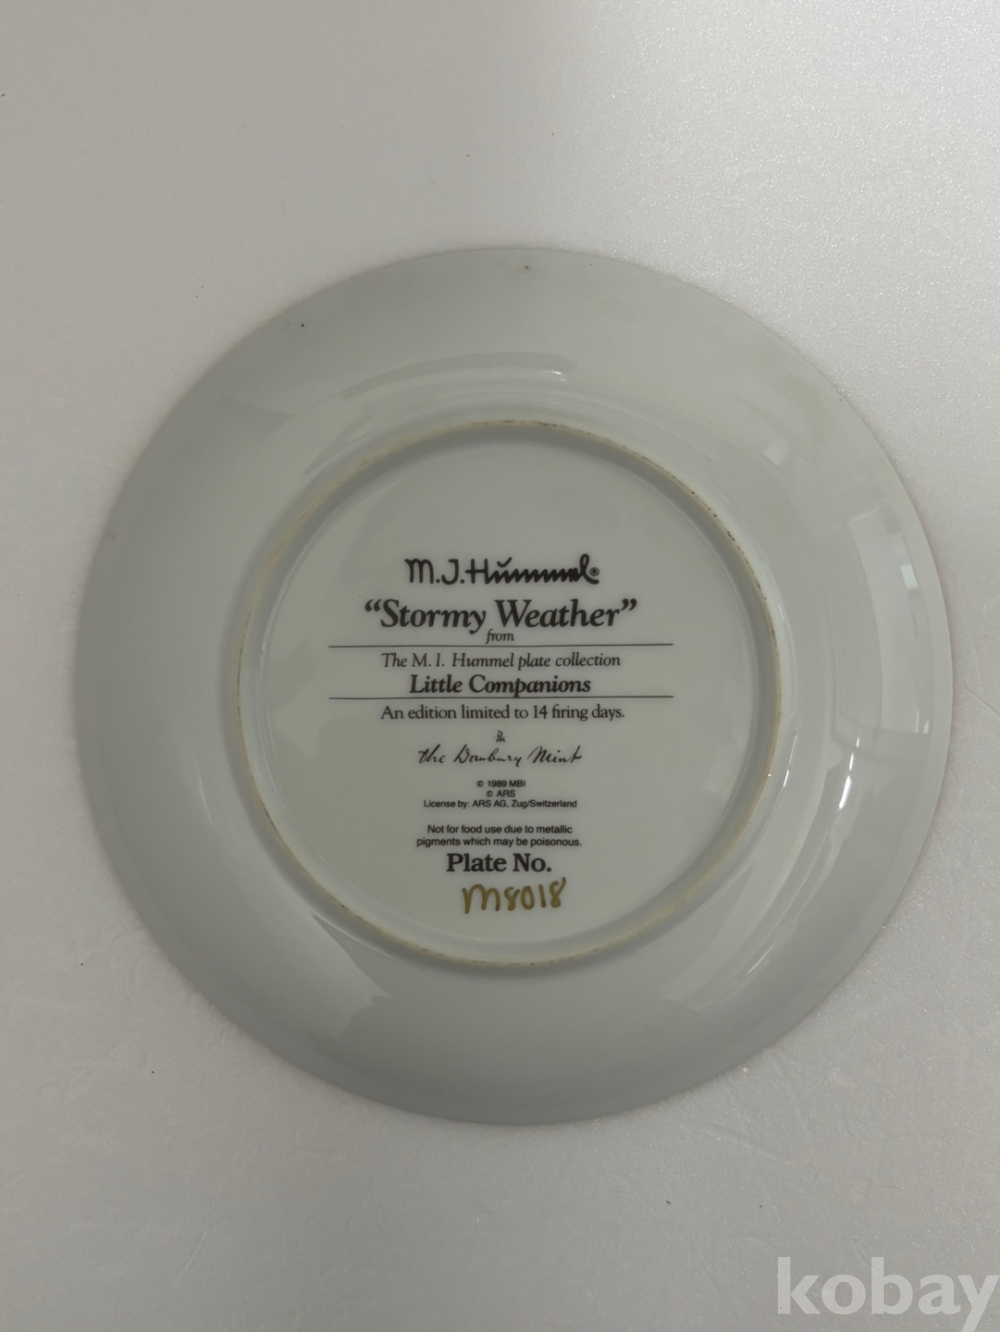 M.J.Hummel®
“Stormy Weather”
from
The M. I. Hummel plate collection
Little Companions
An edition limited to 14 firing days.
the Danbury Mint
© 1989 MBI
© ARS
License by: ARS AG, Zug/Switzerland
Not for food use due to metallic
pigments which may be poisonous.
Plate No.
M8018
kobay